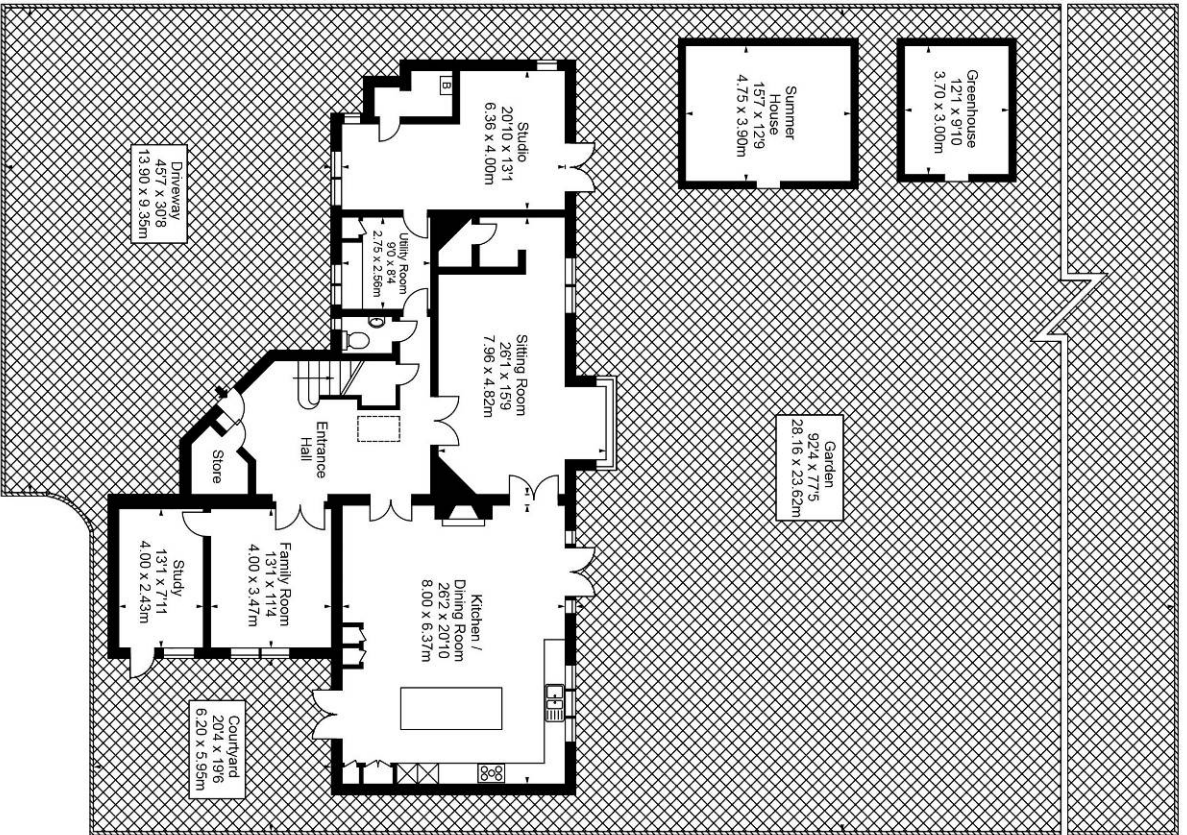 Greenhouse
12'1 x 9'10
3.70 x 3.00m
Summer
House
15'7 x 12'9
4.75 x 3.90m
Garden
92'4 x 77'5
28.16 x 23.62m
Studio
20'10 x 13'1
6.36 x 4.00m
B
Sitting Room
26'1 x 15'9
7.96 x 4.82m
Kitchen /
Dining Room
26'2 x 20'10
8.00 x 6.37m
Utility Room
9'0 x 8'4
2.75 x 2.56m
Entrance
Hall
Store
Family Room
13'1 x 11'4
4.00 x 3.47m
Study
13'1 x 7'11
4.00 x 2.43m
Driveway
45'7 x 30'8
13.90 x 9.35m
Courtyard
20'4 x 19'6
6.20 x 5.95m